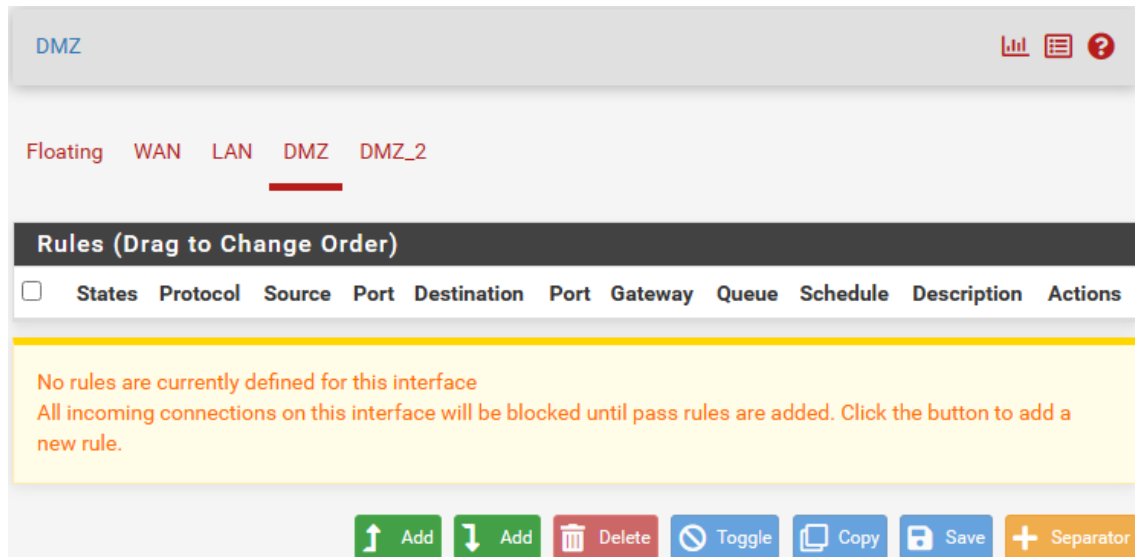 DMZ
Floating WAN LAN DMZ DMZ_2
Rules (Drag to Change Order)
States Protocol Source Port Destination Port Gateway Queue Schedule Description Actions
No rules are currently defined for this interface
All incoming connections on this interface will be blocked until pass rules are added. Click the button to add a
new rule.
Add Add Delete Toggle Copy Save Separator